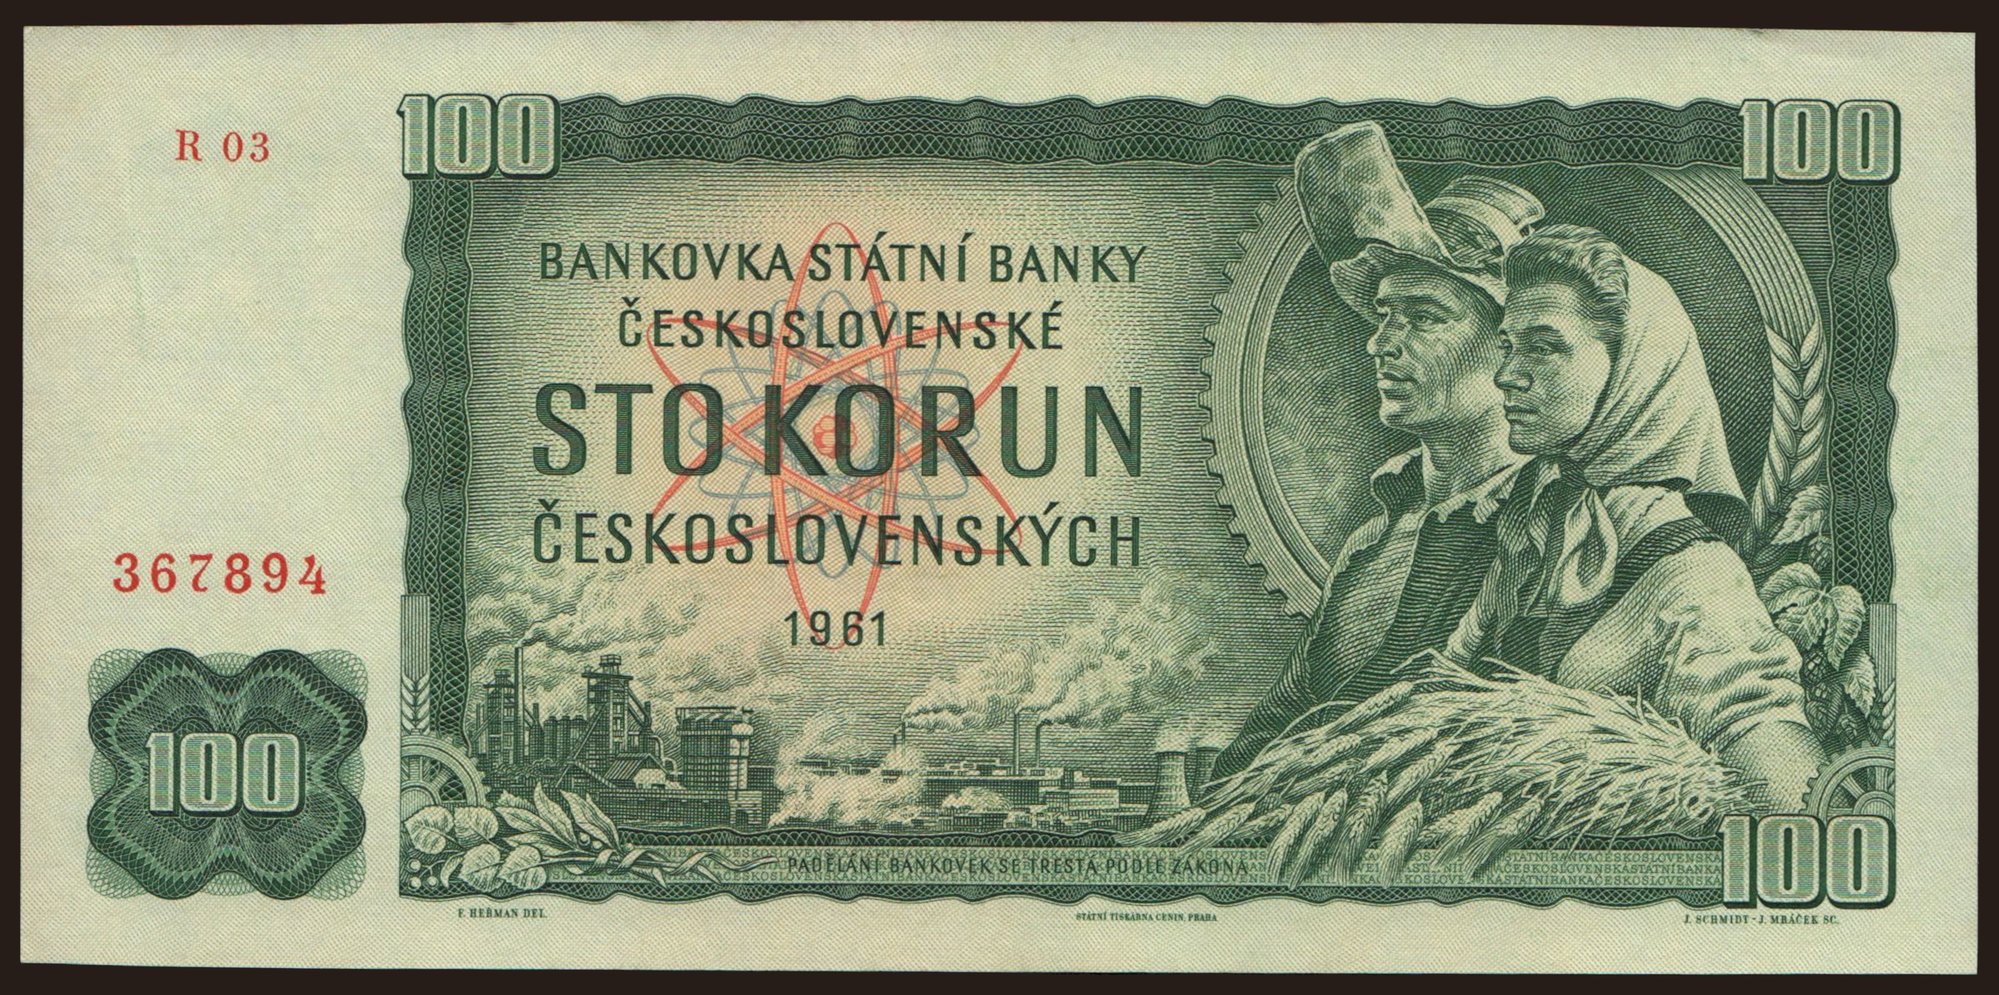 R 03
100
100
BANKOVKA STÁTNÍ BANKY
ČESKOSLOVENSKÉ
STO KORUN
ČESKOSLOVENSKÝCH
1961
367894
100
PADĚLÁNÍ BANKOVEK SE TRESTÁ PODLE ZÁKONA
100
F. HEŘMAN DEL.
STÁTNÍ TISKÁRNA CENIN, PRAHA
J. SCHMIDT - J. MRÁČEK SC.